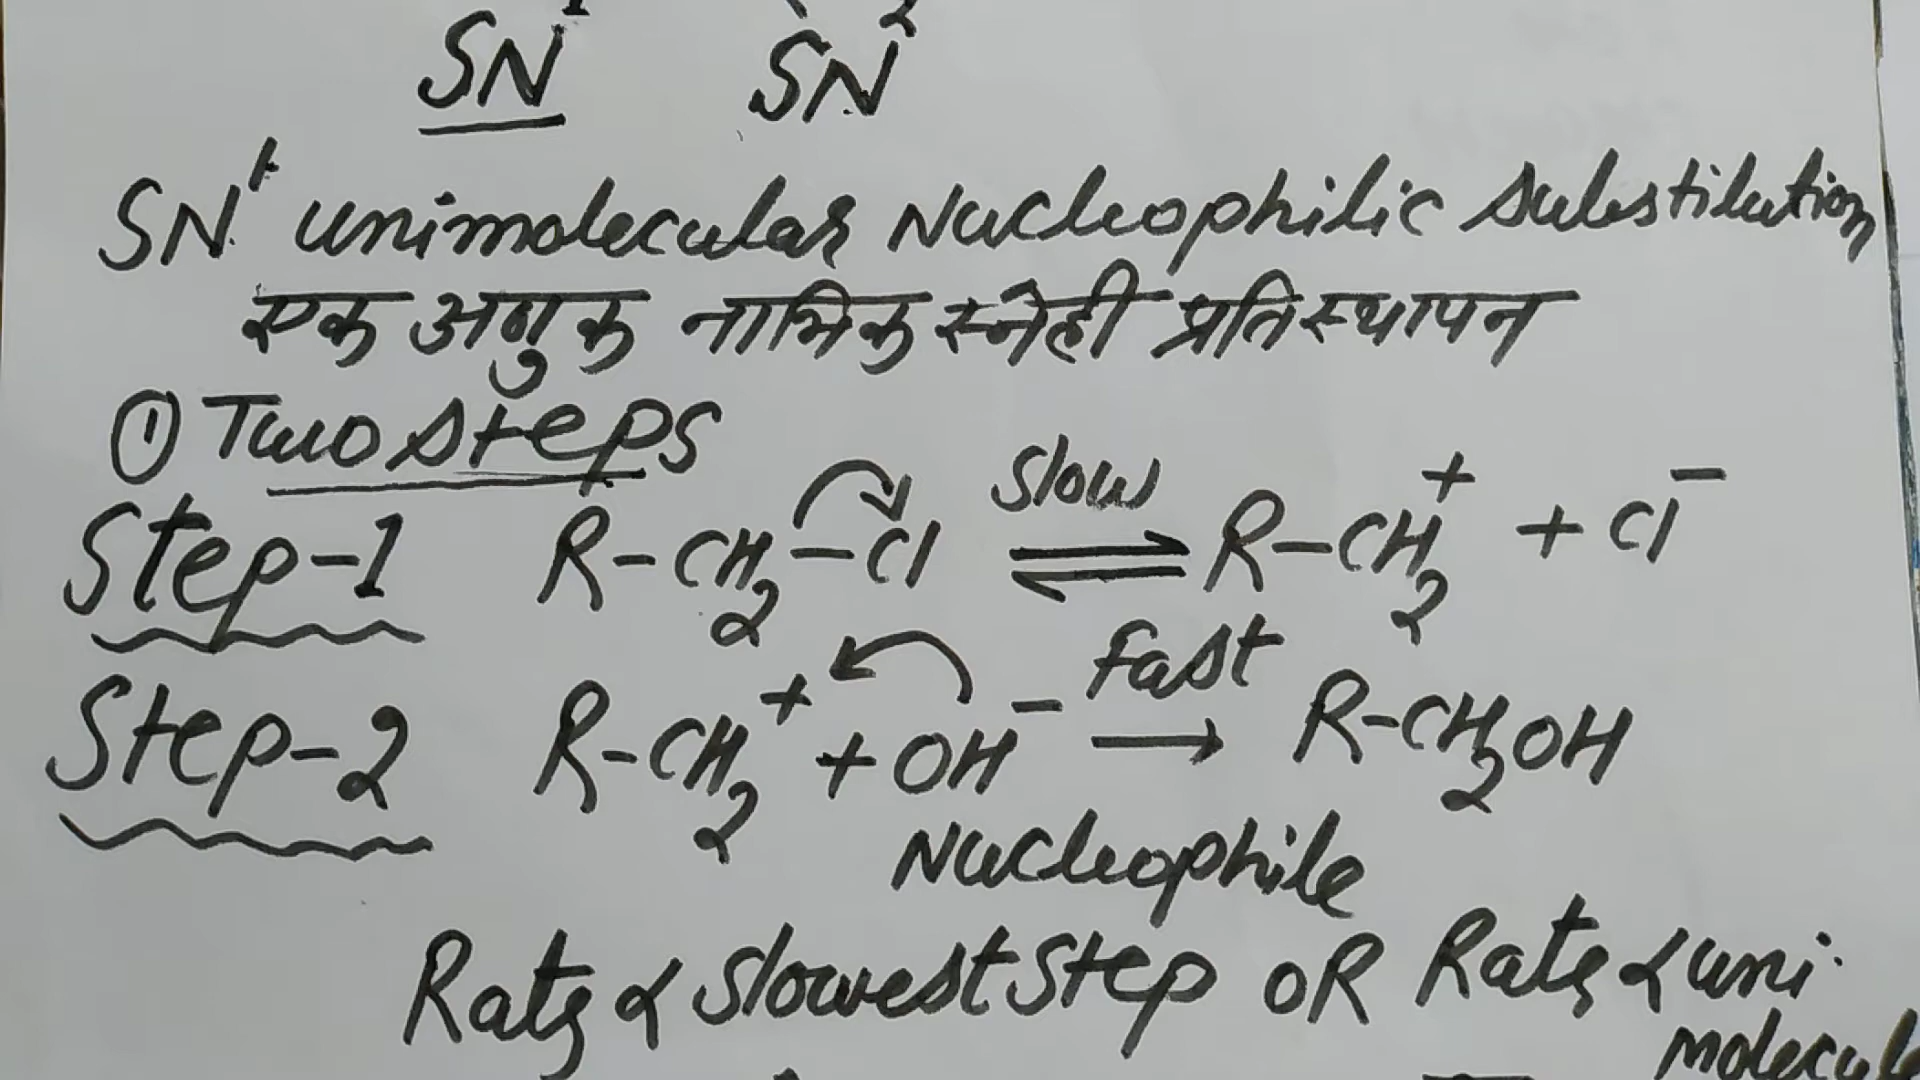 SN¹ SN²
SN¹ unimolecular Nucleophilic substitution
एक अणुक नाभिक स्नेही प्रतिस्थापन
① Two steps
Step-1 R-CH₂-Cl Slow ⇌ R-CH₂⁺ + Cl⁻
Step-2 R-CH₂⁺ + OH⁻ Fast → R-CH₂OH
Nucleophile
Rate ∝ Slowest Step OR Rate ∝ uni.
molecule